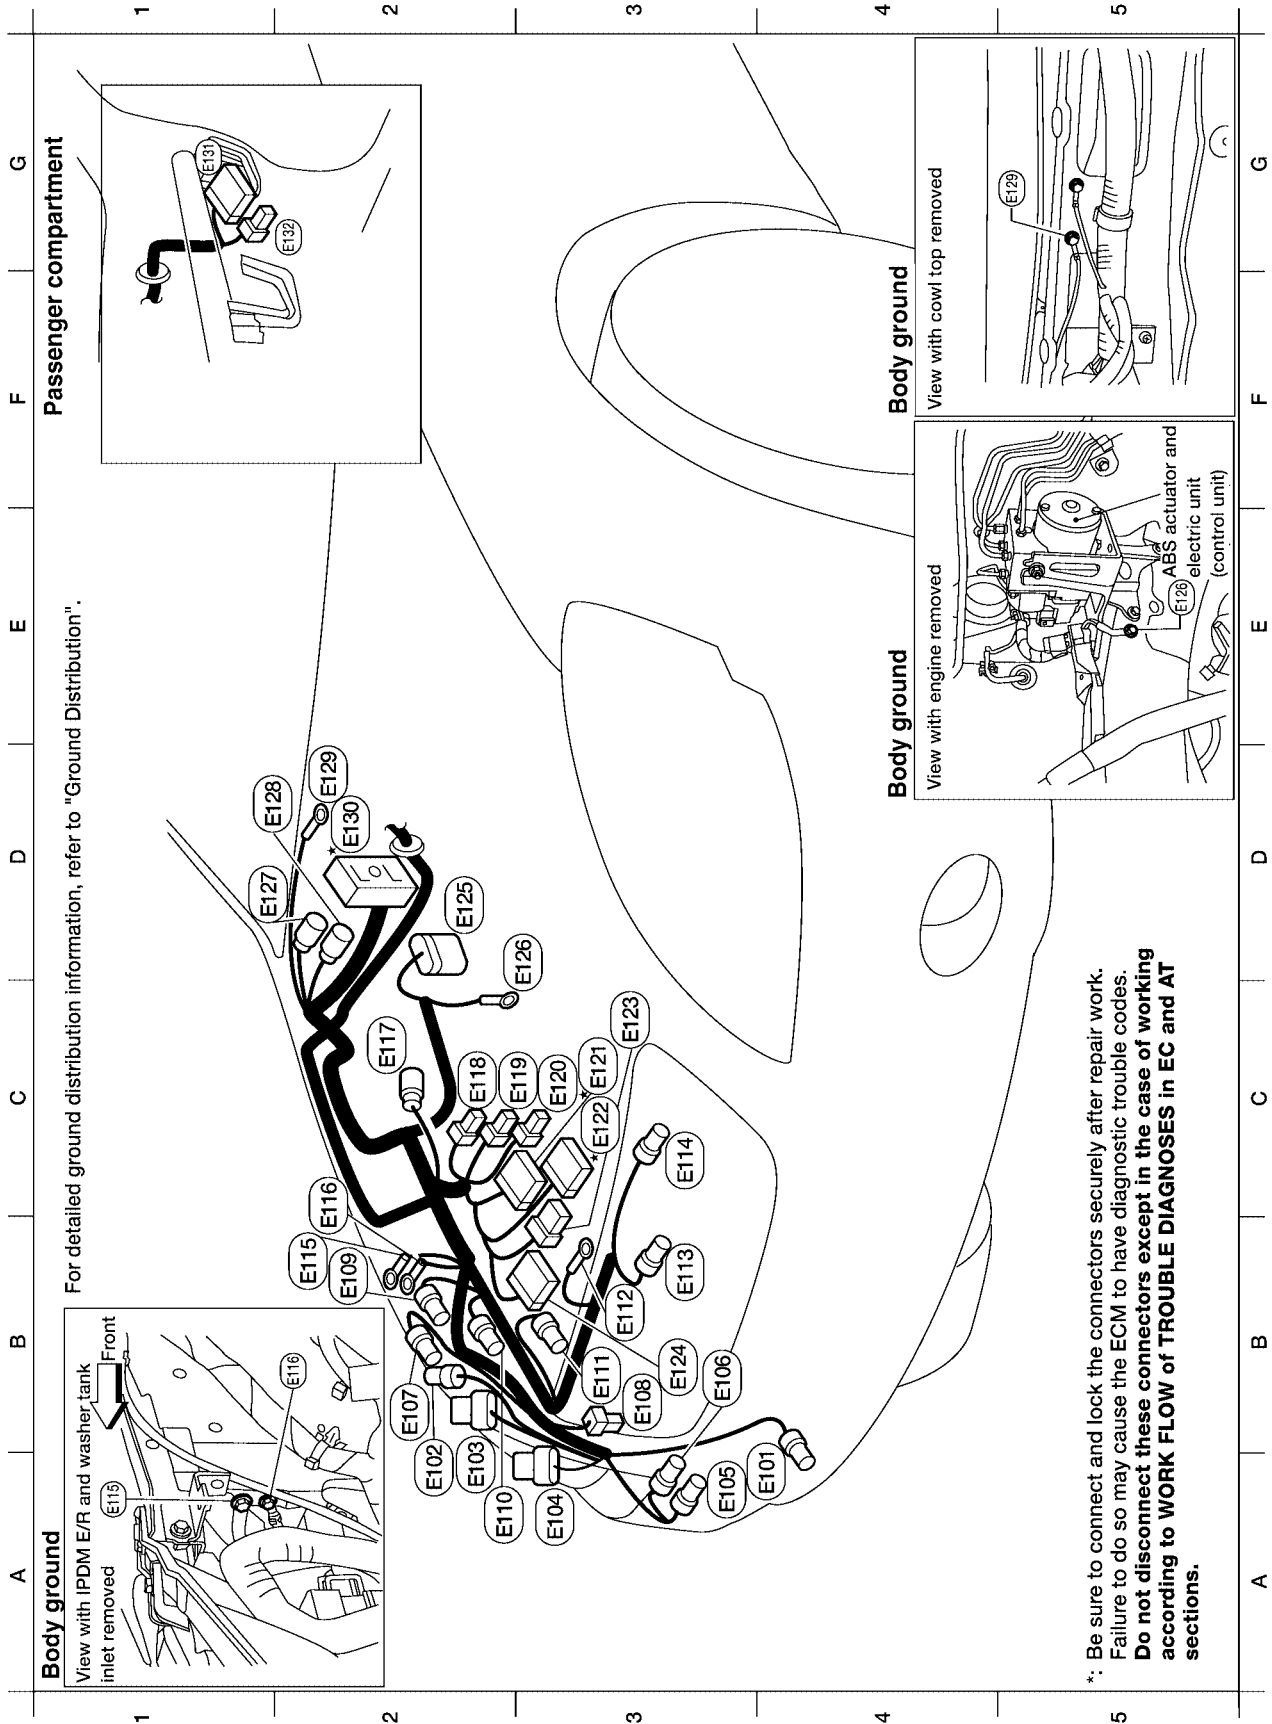 A
B
C
D
E
F
G
1
2
3
4
5
Body ground
View with IPDM E/R and washer tank
inlet removed
Front
E115
E116
For detailed ground distribution information, refer to "Ground Distribution".
Passenger compartment
E131
E132
E127
E128
E129
E130
★
E125
E126
E117
E118
E119
E120
E121
★
E122
★
E123
E116
E115
E109
E107
E102
E103
E110
E104
E114
E113
E112
E111
E124
E108
E106
E105
E101
Body ground
View with engine removed
E126
ABS actuator and
electric unit
(control unit)
Body ground
View with cowl top removed
E129
*: Be sure to connect and lock the connectors securely after repair work.
Failure to do so may cause the ECM to have diagnostic trouble codes.
Do not disconnect these connectors except in the case of working
according to WORK FLOW of TROUBLE DIAGNOSES in EC and AT
sections.
1
2
3
4
5
A
B
C
D
E
F
G